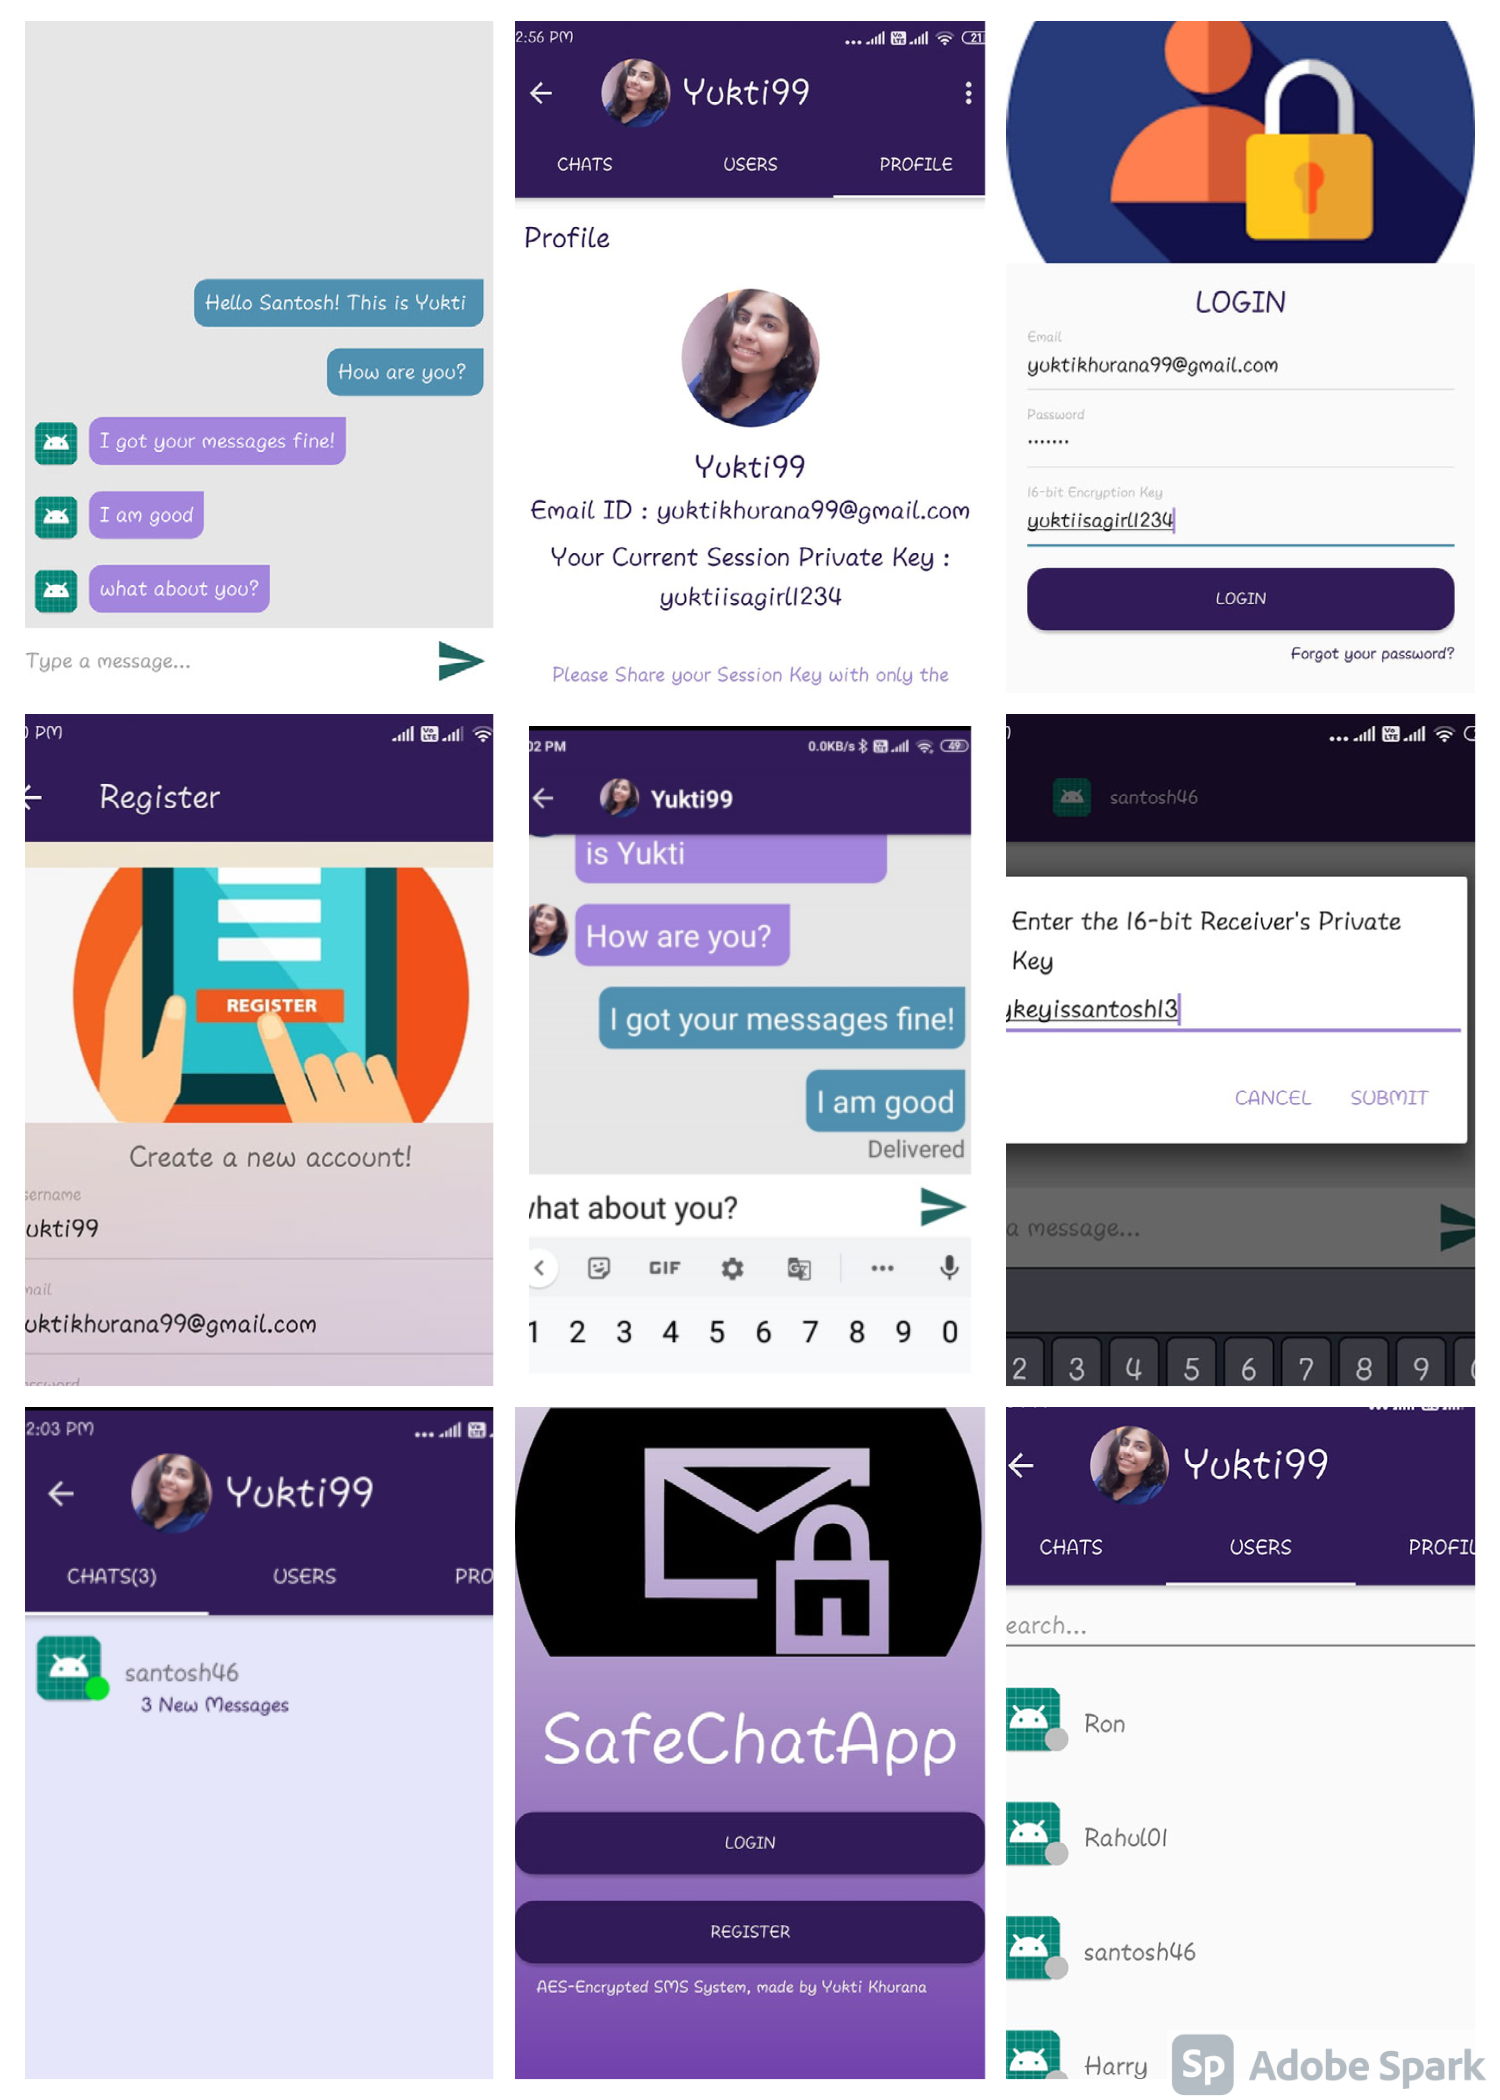 Hello Santosh! This is Yukti
How are you?
I got your messages fine!
I am good
what about you?
Type a message...
2:56 PM
21
Yukti99
CHATS USERS PROFILE
Profile
Yukti99
Email ID : yuktikhurana99@gmail.com
Your Current Session Private Key :
yuktiisagirl1234
Please Share your Session Key with only the
LOGIN
Email
yuktikhurana99@gmail.com
Password
·······
16-bit Encryption Key
yuktiisagirl1234
LOGIN
Forgot your password?
PM
Register
REGISTER
Create a new account!
sername
ukti99
mail
uktikhurana99@gmail.com
02 PM 0.0KB/s 49
Yukti99
is Yukti
How are you?
I got your messages fine!
I am good
Delivered
hat about you?
GIF
1 2 3 4 5 6 7 8 9 0
santosh46
Enter the 16-bit Receiver's Private
Key
ykeyissantosh13
CANCEL SUBMIT
a message...
2 3 4 5 6 7 8 9
2:03 PM
Yukti99
CHATS(3) USERS PRO
santosh46
3 New Messages
SafeChatApp
LOGIN
REGISTER
AES-Encrypted SMS System, made by Yukti Khurana
Yukti99
CHATS USERS PROFIL
earch...
Ron
Rahul01
santosh46
Harry
Sp Adobe Spark